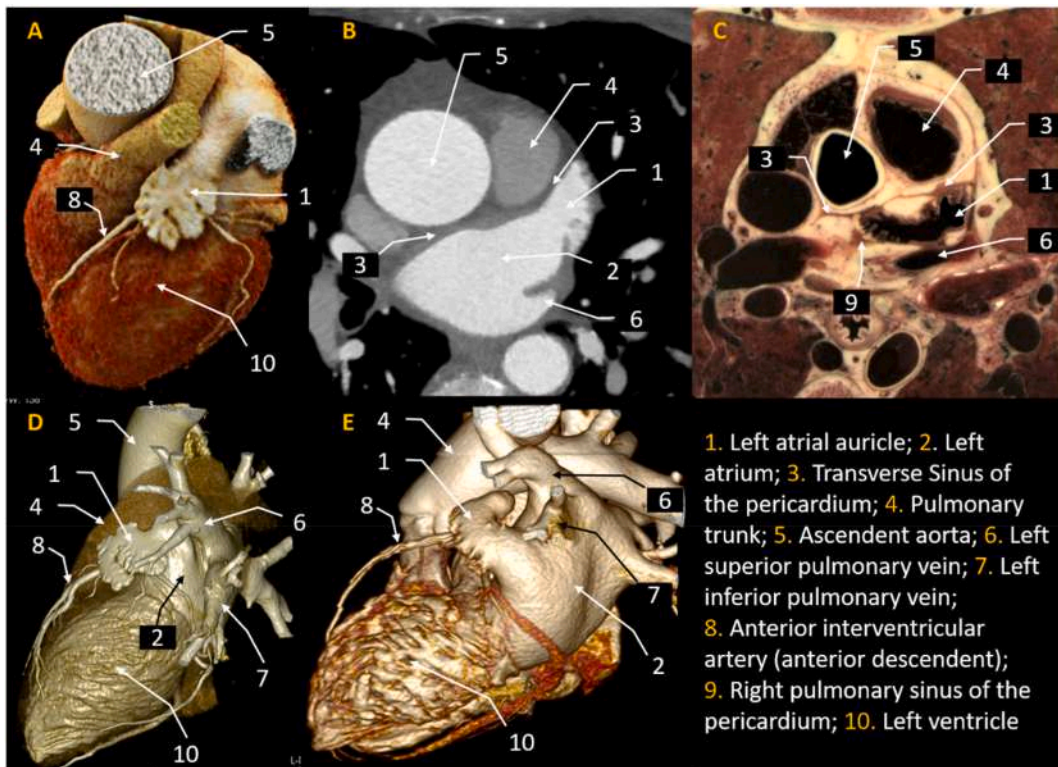 A
5
4
8
1
10
B
5
4
3
1
3
2
6
C
5
4
3
3
1
6
9
D
5
1
4
6
8
2
7
10
E
4
1
6
8
7
2
10
1. Left atrial auricle; 2. Left
atrium; 3. Transverse Sinus of
the pericardium; 4. Pulmonary
trunk; 5. Ascendent aorta; 6. Left
superior pulmonary vein; 7. Left
inferior pulmonary vein;
8. Anterior interventricular
artery (anterior descendent);
9. Right pulmonary sinus of the
pericardium; 10. Left ventricle